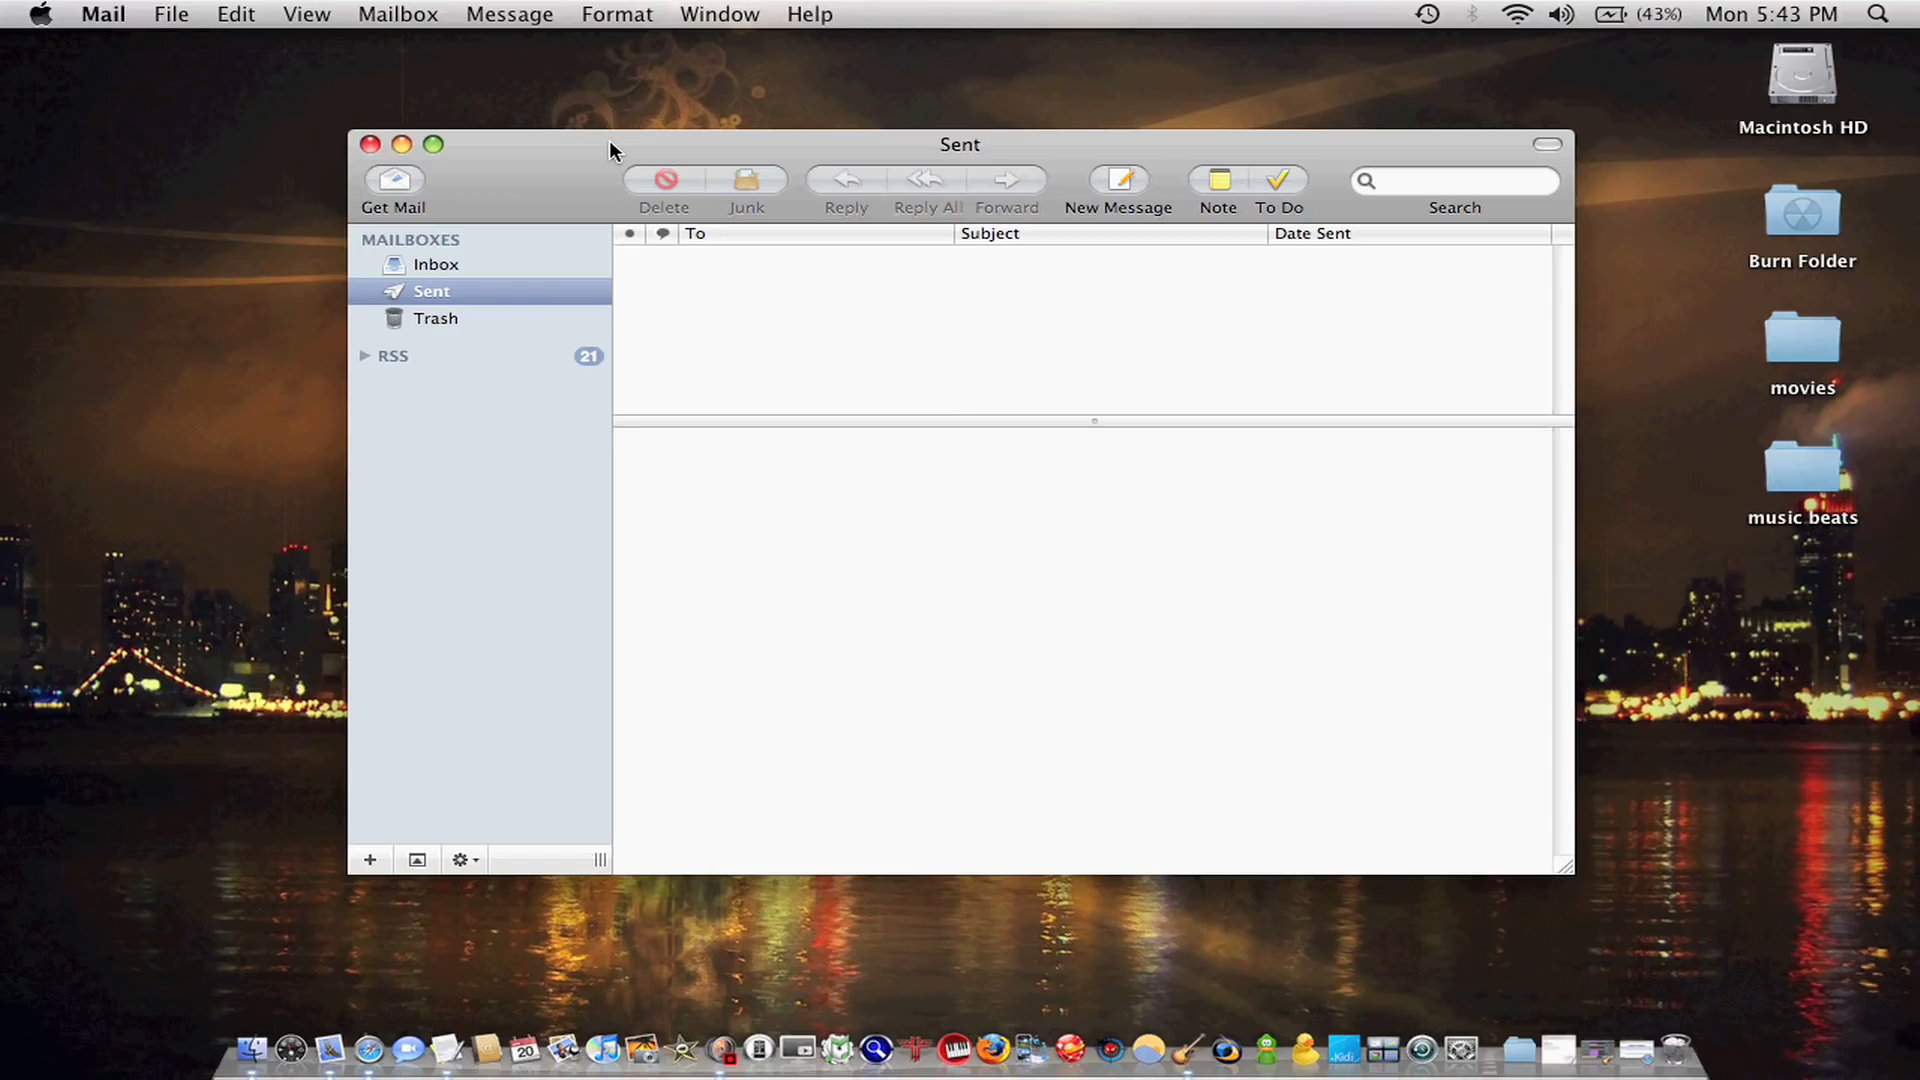 Mail File Edit View Mailbox Message Format Window Help (43%) Mon 5:43 PM
Macintosh HD
Sent
Get Mail Delete Junk Reply Reply All Forward New Message Note To Do Search
MAILBOXES To Subject Date Sent
Inbox
Sent
Trash
RSS 21
Burn Folder
movies
music beats
20
Kidi